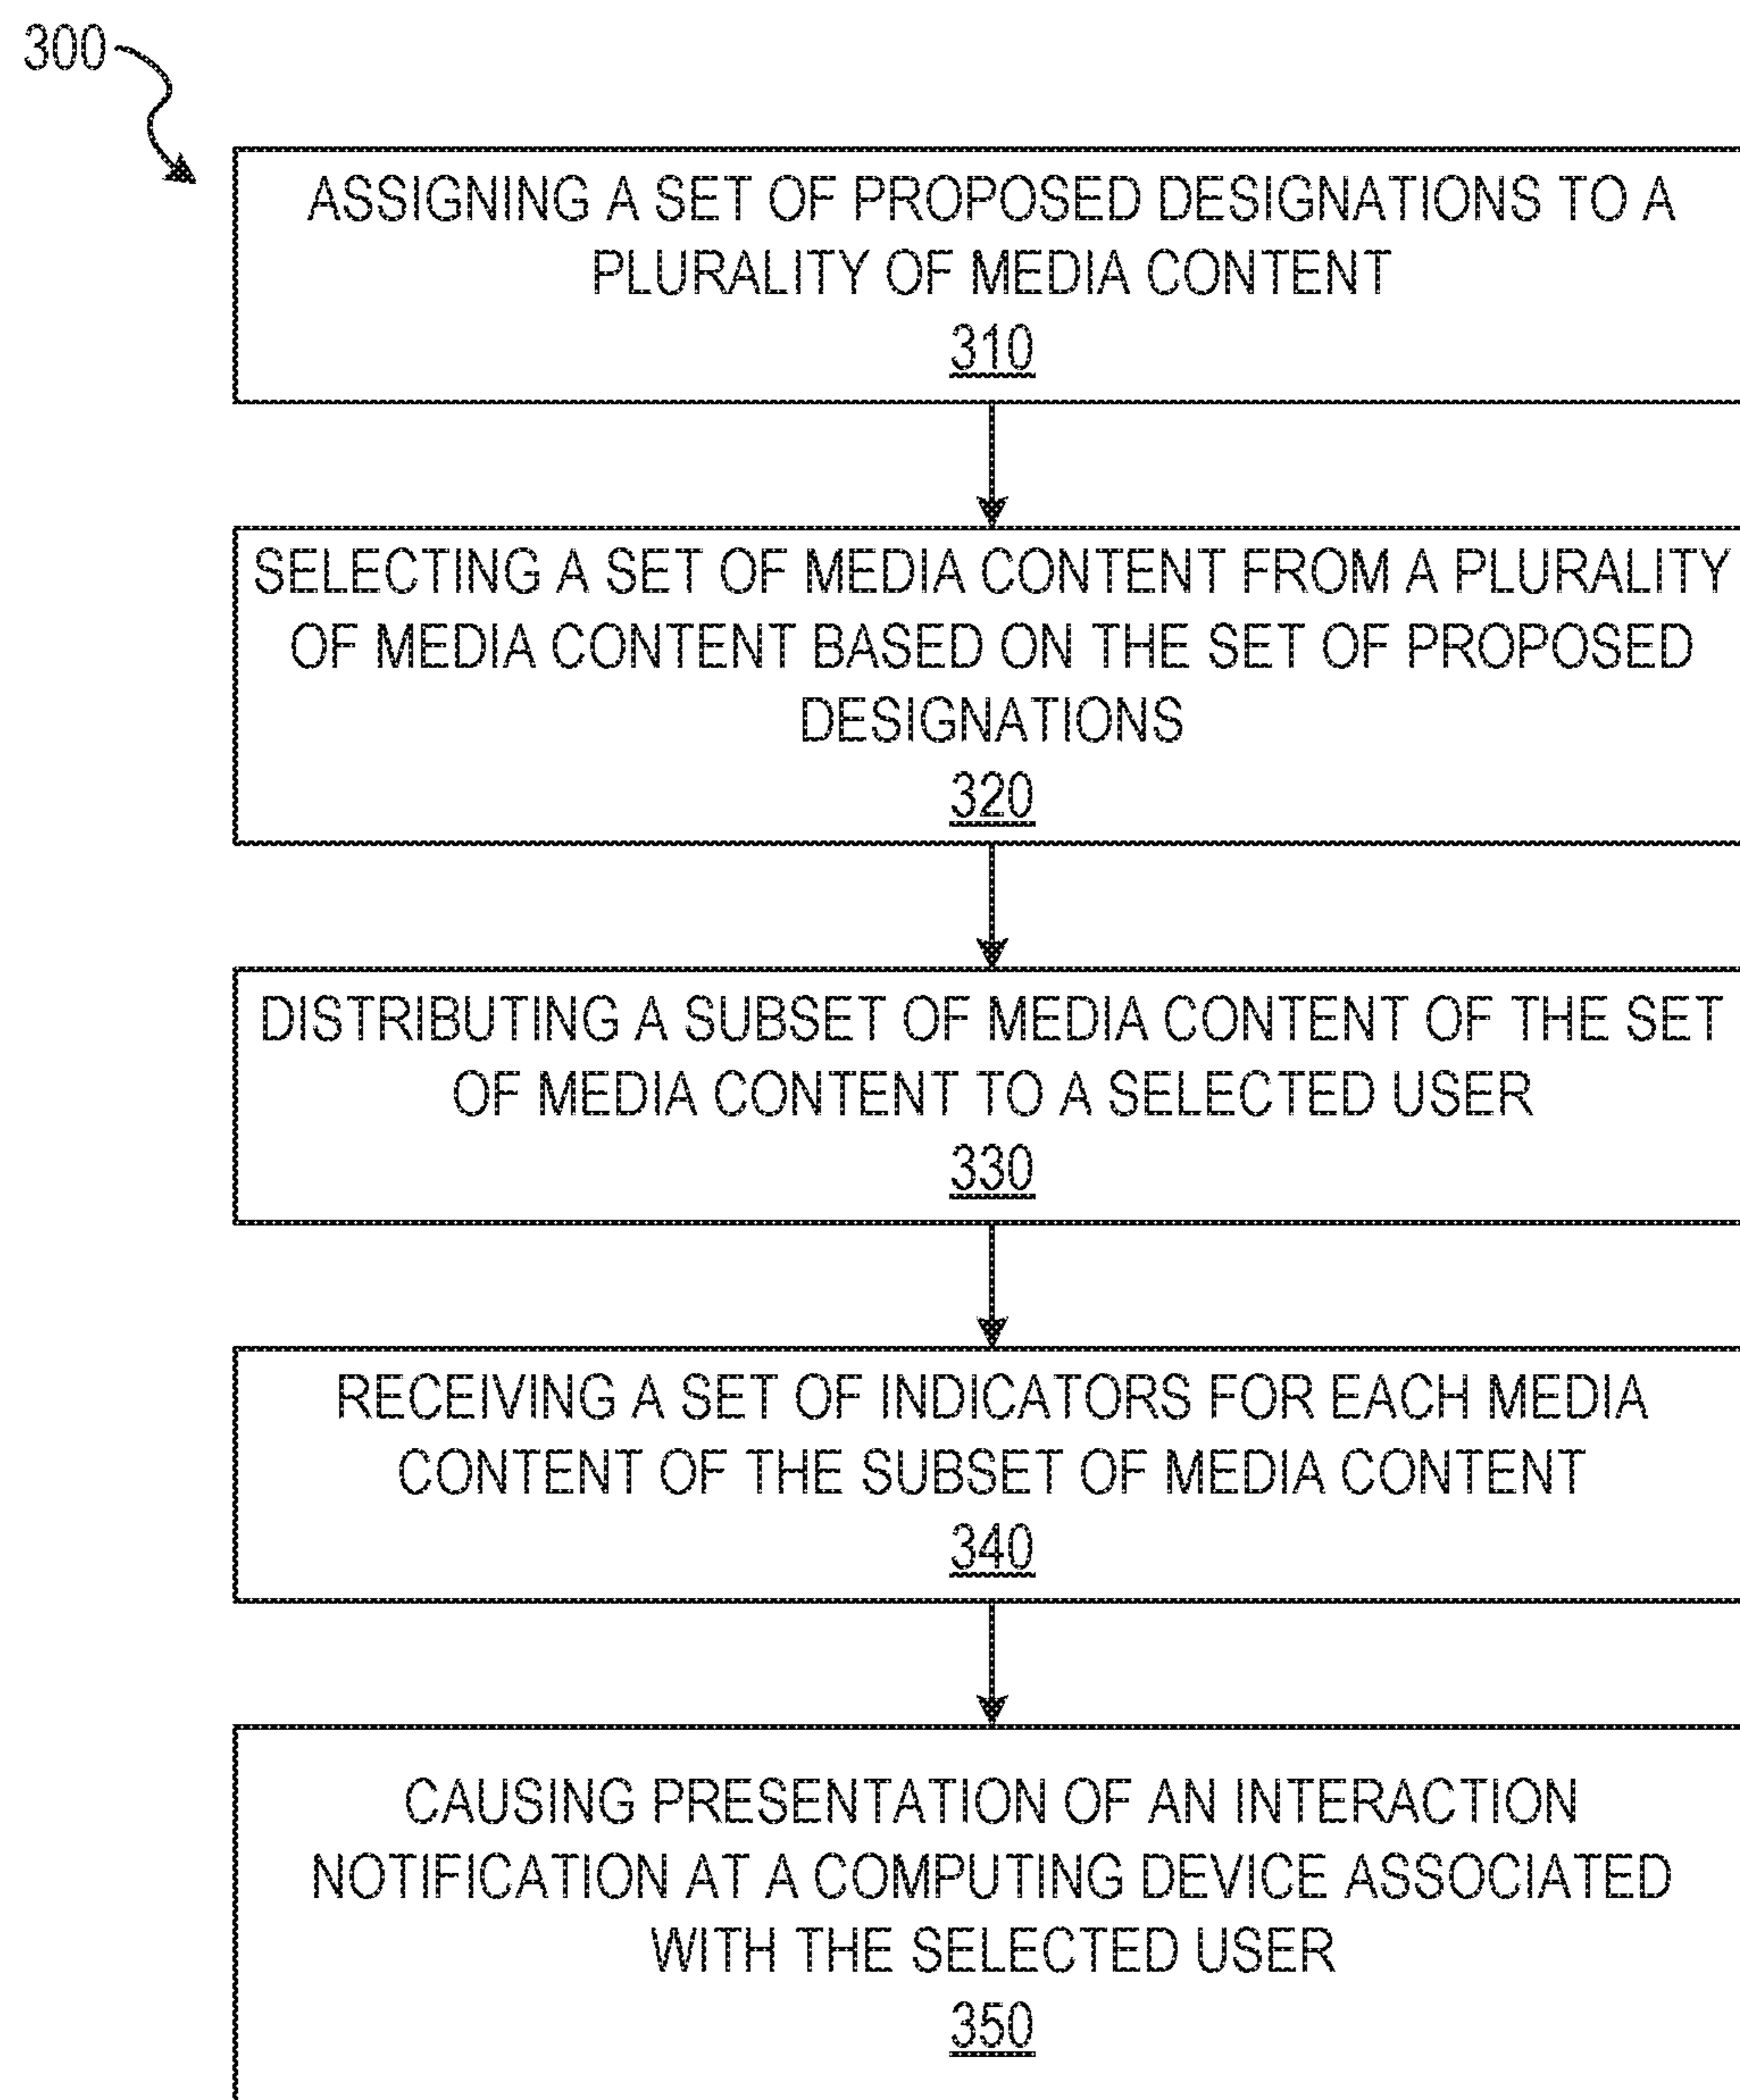 300
ASSIGNING A SET OF PROPOSED DESIGNATIONS TO A
PLURALITY OF MEDIA CONTENT
310
SELECTING A SET OF MEDIA CONTENT FROM A PLURALITY
OF MEDIA CONTENT BASED ON THE SET OF PROPOSED
DESIGNATIONS
320
DISTRIBUTING A SUBSET OF MEDIA CONTENT OF THE SET
OF MEDIA CONTENT TO A SELECTED USER
330
RECEIVING A SET OF INDICATORS FOR EACH MEDIA
CONTENT OF THE SUBSET OF MEDIA CONTENT
340
CAUSING PRESENTATION OF AN INTERACTION
NOTIFICATION AT A COMPUTING DEVICE ASSOCIATED
WITH THE SELECTED USER
350